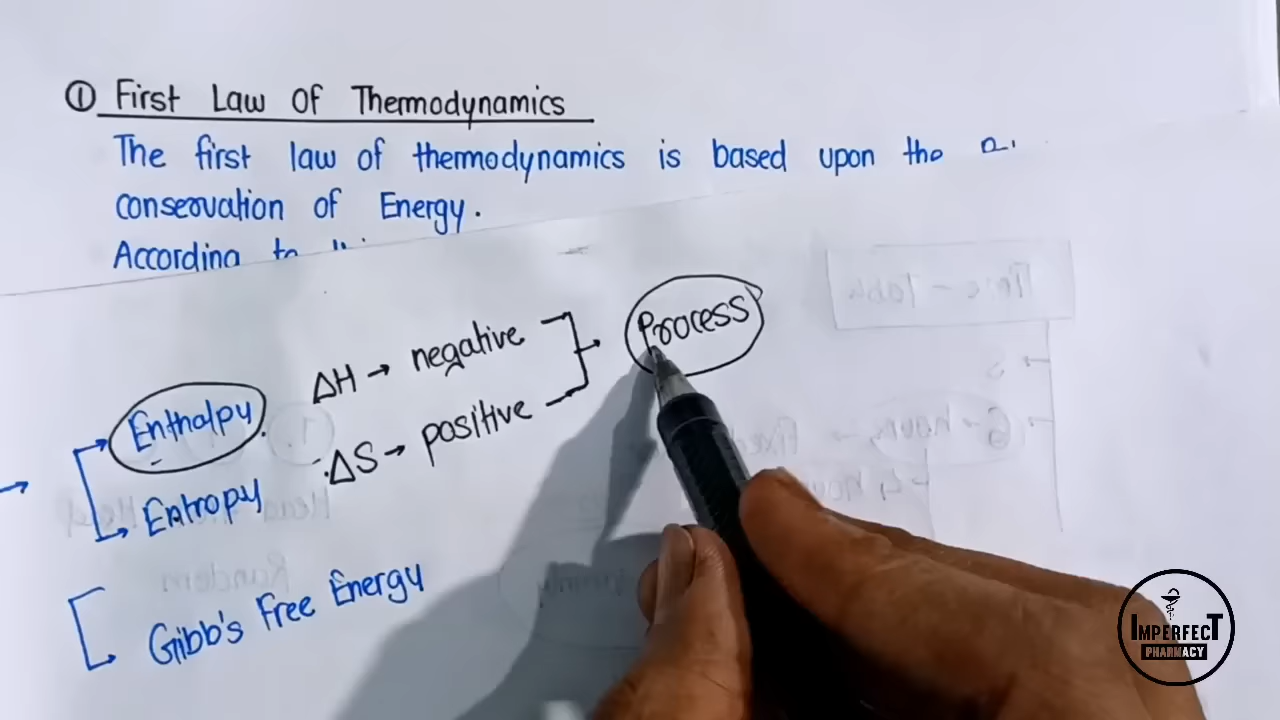 ① First Law Of Thermodynamics
The first law of thermodynamics is based upon the
conservation of Energy.
According to
Process
ΔH → negative
Enthalpy
ΔS → positive
Entropy
Gibb's Free Energy
IMPERFECT
PHARMACY